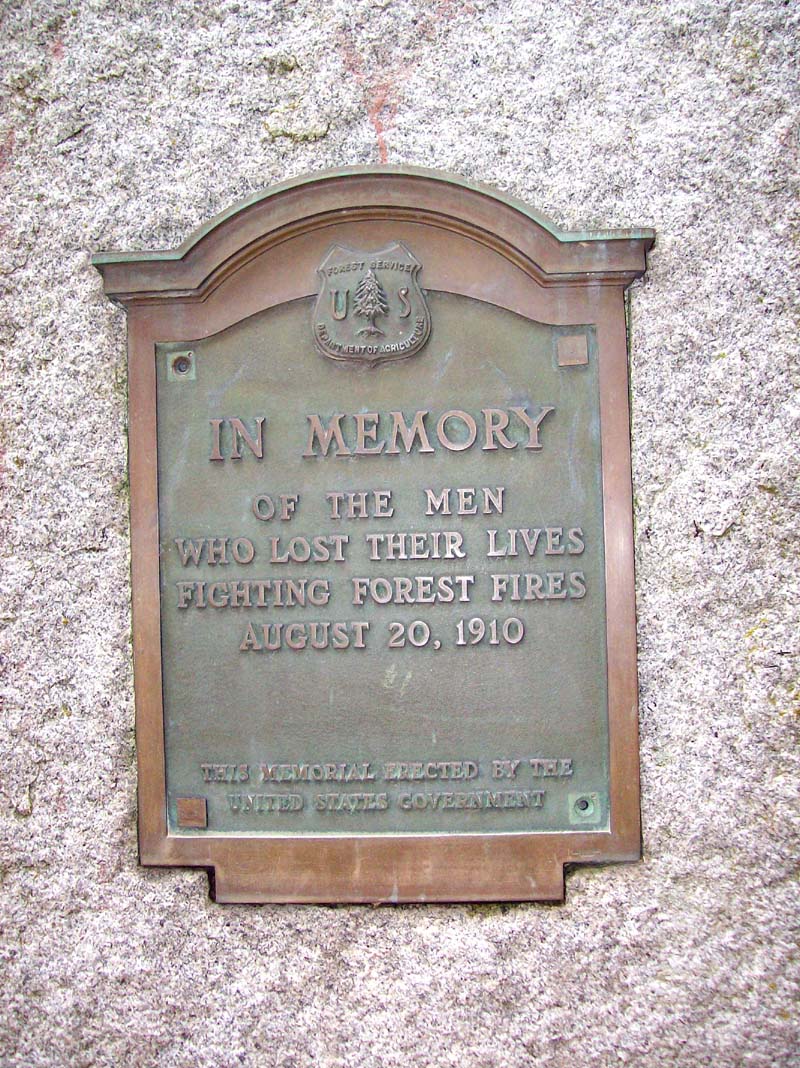 FOREST SERVICE
U S
DEPARTMENT OF AGRICULTURE
IN MEMORY
OF THE MEN
WHO LOST THEIR LIVES
FIGHTING FOREST FIRES
AUGUST 20, 1910
THIS MEMORIAL ERECTED BY THE
UNITED STATES GOVERNMENT